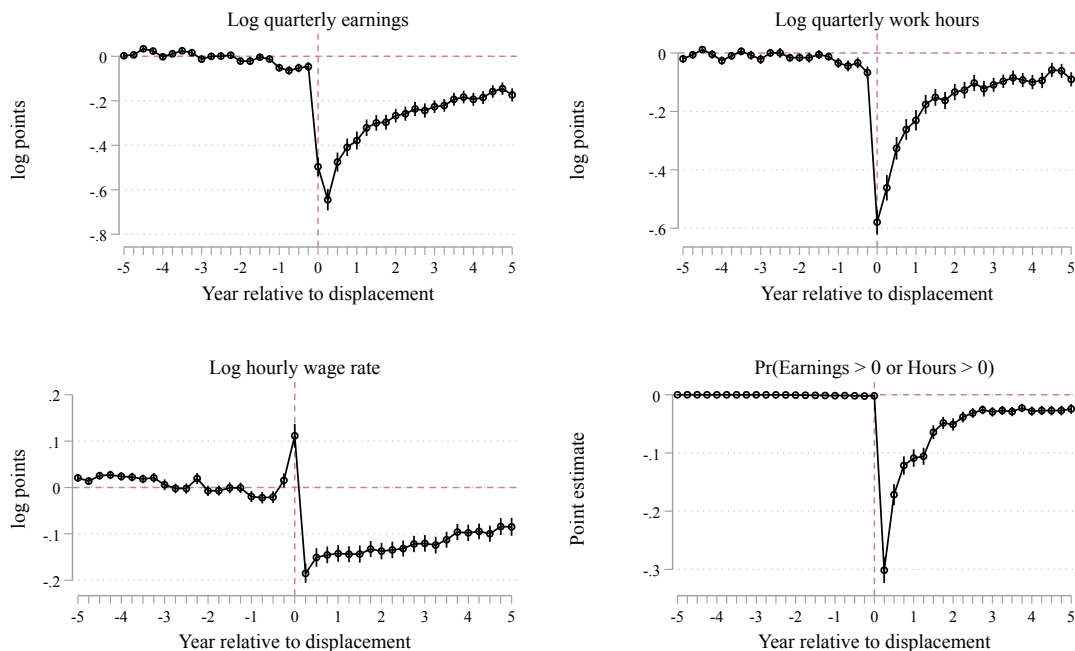 Log quarterly earnings
log points
0
-.2
-.4
-.6
-.8
-5 -4 -3 -2 -1 0 1 2 3 4 5
Year relative to displacement
Log quarterly work hours
log points
0
-.2
-.4
-.6
-5 -4 -3 -2 -1 0 1 2 3 4 5
Year relative to displacement
Log hourly wage rate
log points
.2
.1
0
-.1
-.2
-5 -4 -3 -2 -1 0 1 2 3 4 5
Year relative to displacement
Pr(Earnings > 0 or Hours > 0)
Point estimate
0
-.1
-.2
-.3
-5 -4 -3 -2 -1 0 1 2 3 4 5
Year relative to displacement